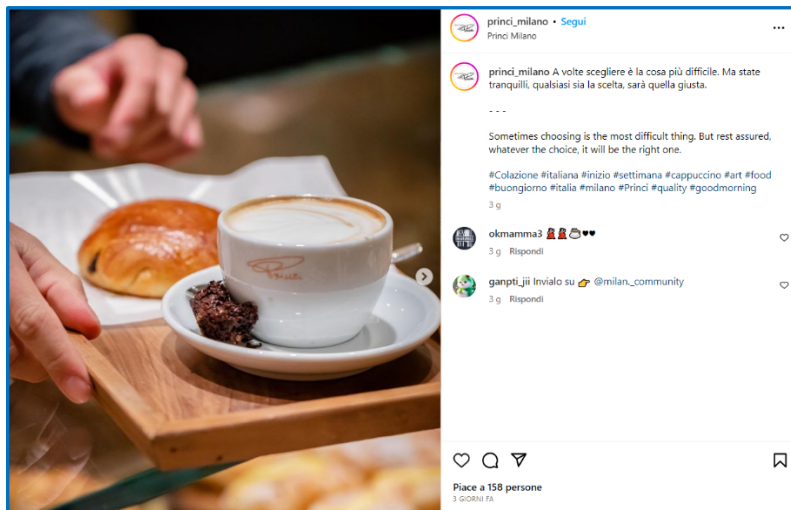 princi_milano • Segui
Princi Milano
princi_milano A volte scegliere è la cosa più difficile. Ma state
tranquilli, qualsiasi sia la scelta, sarà quella giusta.
- - -
Sometimes choosing is the most difficult thing. But rest assured,
whatever the choice, it will be the right one.
#Colazione #italiana #inizio #settimana #cappuccino #art #food
#buongiorno #italia #milano #Princi #quality #goodmorning
3 g
okmamma3
3 g Rispondi
ganpti_jii Invialo su 👉 @milan._community
3 g Rispondi
Piace a 158 persone
3 GIORNI FA
Princi